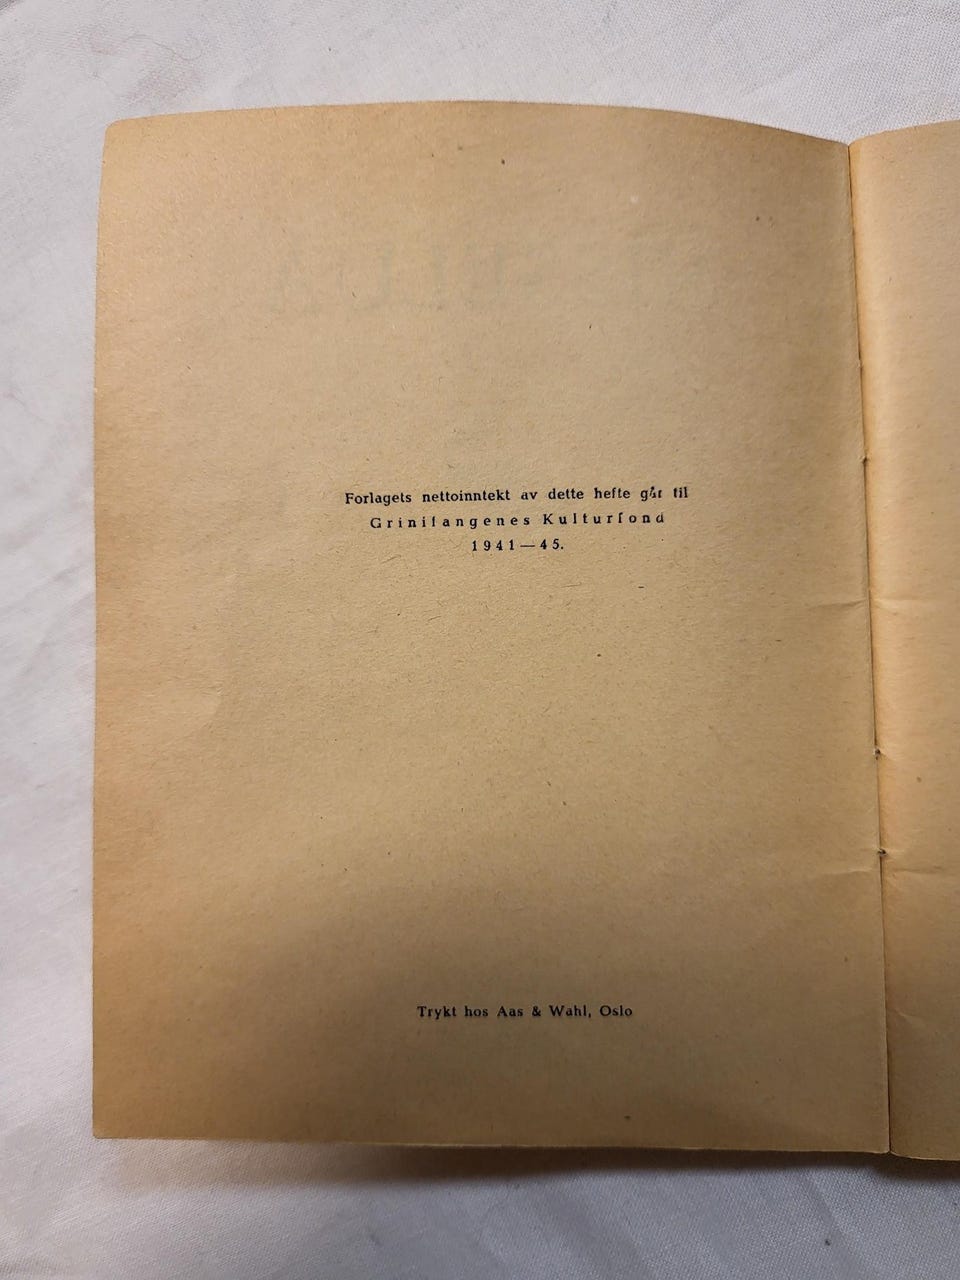 Forlagets nettoinntekt av dette hefte går til
Grinifangenes Kulturfond
1941—45.
Trykt hos Aas & Wahl, Oslo